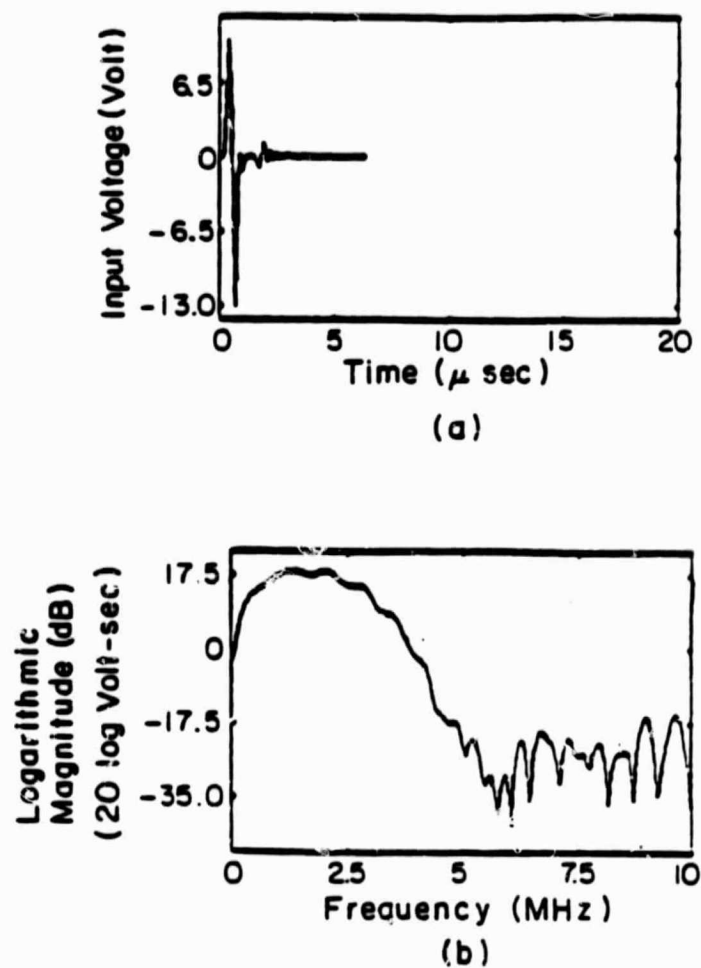 Input Voltage (Volt)
6.5
0
-6.5
-13.0
0 5 10 15 20
Time (μ sec)
(a)
Logarithmic
Magnitude (dB)
(20 log Volt-sec)
17.5
0
-17.5
-35.0
0 2.5 5 7.5 10
Frequency (MHz)
(b)